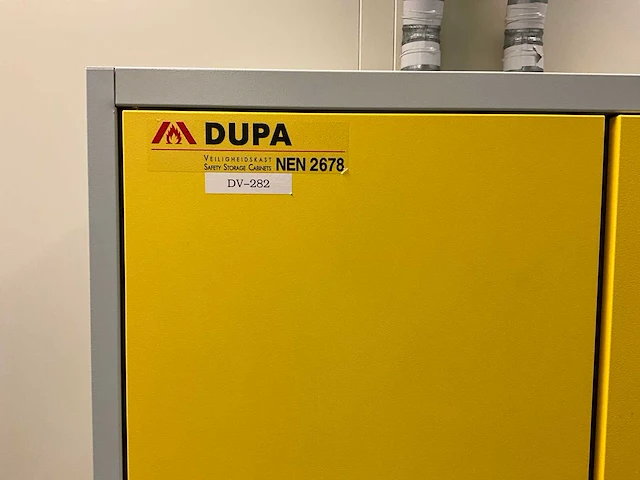 DUPA
VEILIGHEIDSKAST
SAFETY STORAGE CABINETS NEN 2678
DV-282